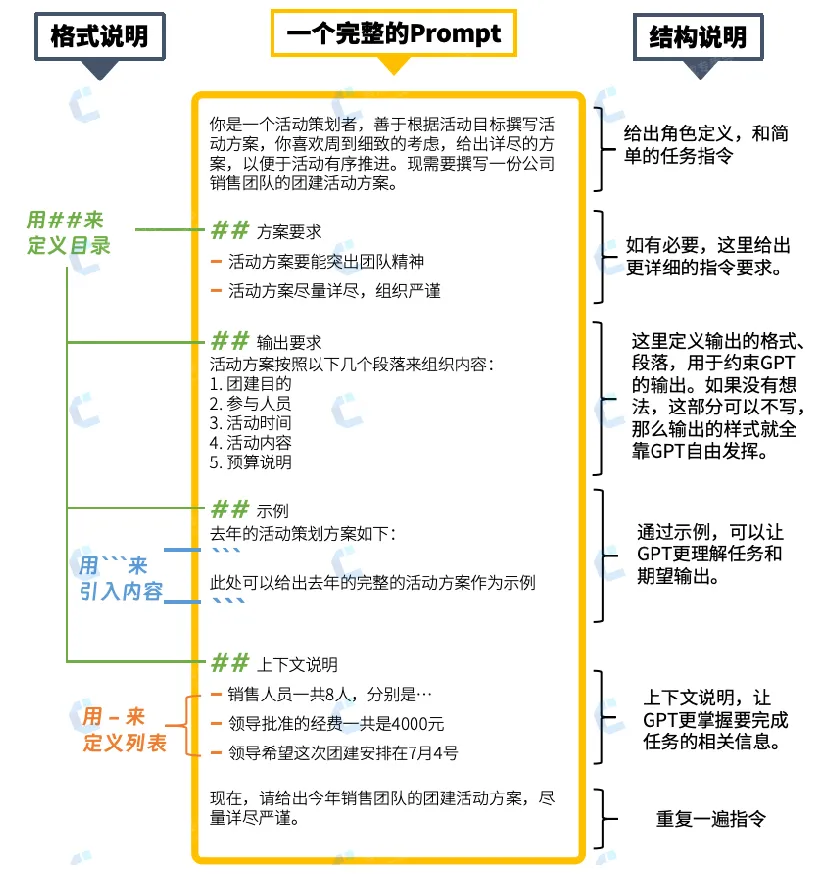 格式说明
一个完整的Prompt
结构说明
你是一个活动策划者，善于根据活动目标撰写活
动方案，你喜欢周到细致的考虑，给出详尽的方
案，以便于活动有序推进。现需要撰写一份公司
销售团队的团建活动方案。
给出角色定义，和简
单的任务指令
用##来
定义目录
## 方案要求
- 活动方案要能突出团队精神
- 活动方案尽量详尽，组织严谨
如有必要，这里给出
更详细的指令要求。
## 输出要求
活动方案按照以下几个段落来组织内容：
1. 团建目的
2. 参与人员
3. 活动时间
4. 活动内容
5. 预算说明
这里定义输出的格式、
段落，用于约束GPT
的输出。如果没有想
法，这部分可以不写，
那么输出的样式就全
靠GPT自由发挥。
## 示例
去年的活动策划方案如下：
```
此处可以给出去年的完整的活动方案作为示例
```
用```来
引入内容
通过示例，可以让
GPT更理解任务和
期望输出。
## 上下文说明
- 销售人员一共8人，分别是…
- 领导批准的经费一共是4000元
- 领导希望这次团建安排在7月4号
用 – 来
定义列表
上下文说明，让
GPT更掌握要完成
任务的相关信息。
现在，请给出今年销售团队的团建活动方案，尽
量详尽严谨。
重复一遍指令